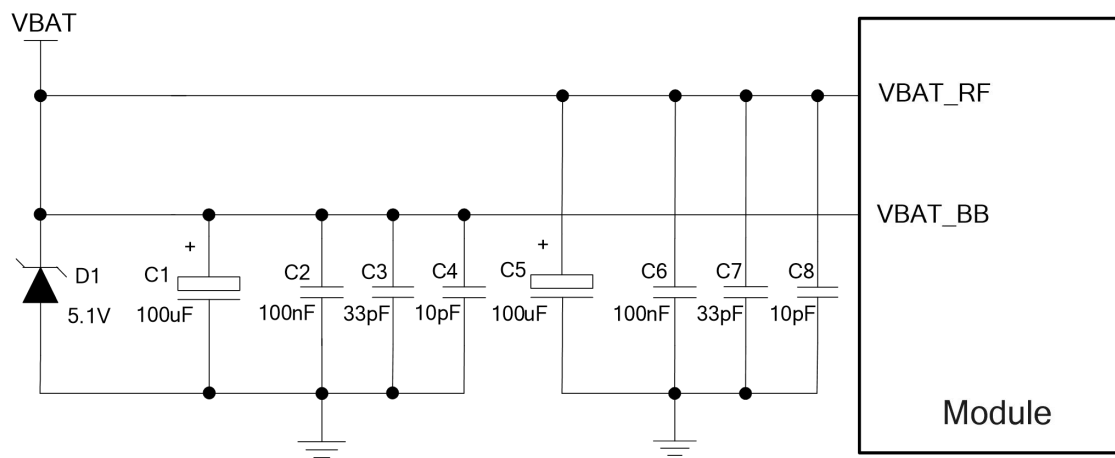 VBAT
VBAT_RF
VBAT_BB
+
+
D1
C1
C2
C3
C4
C5
C6
C7
C8
5.1V
100uF
100nF
33pF
10pF
100uF
100nF
33pF
10pF
Module